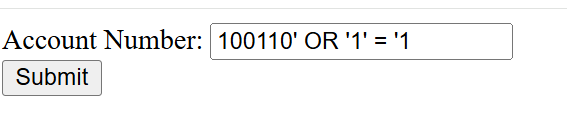 Account Number: 100110' OR '1' = '1
Submit